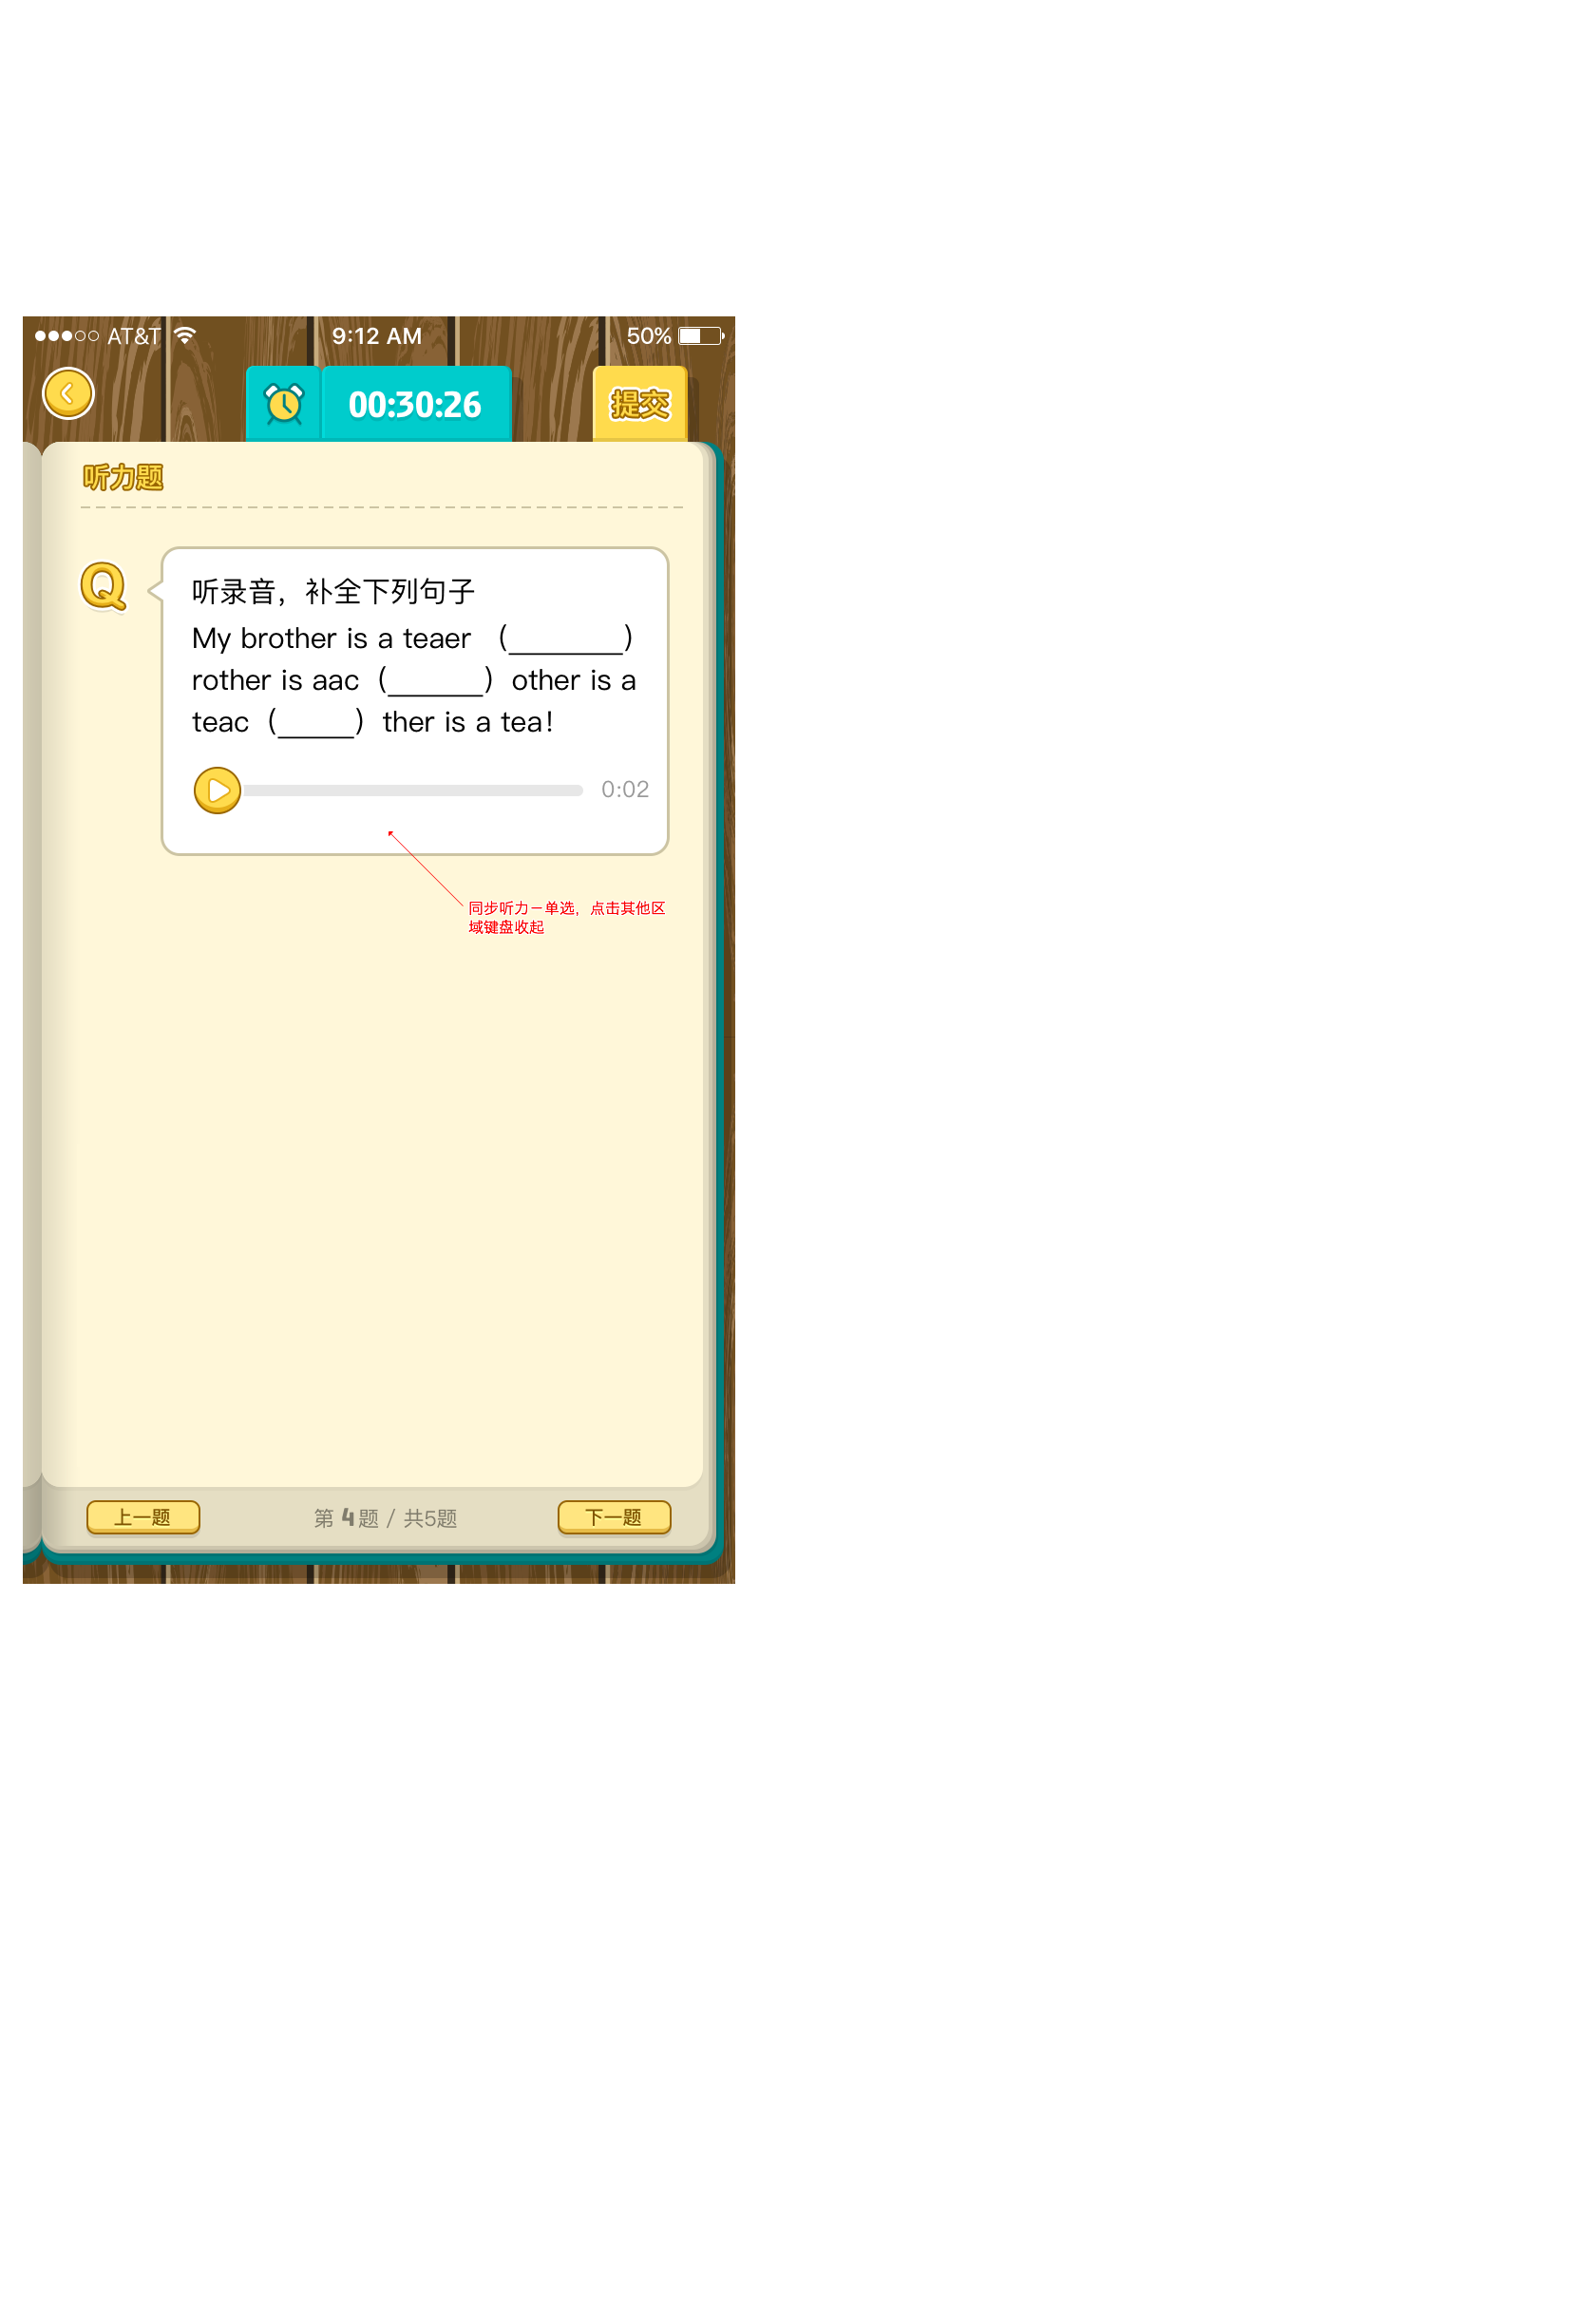 AT&T 9:12 AM 50%
00:30:26 提交
听力题
Q
听录音，补全下列句子
My brother is a teaer （________）
rother is aac（______）other is a
teac（_____）ther is a tea！
0:02
同步听力－单选，点击其他区
域键盘收起
上一题 第 4 题 / 共5题 下一题